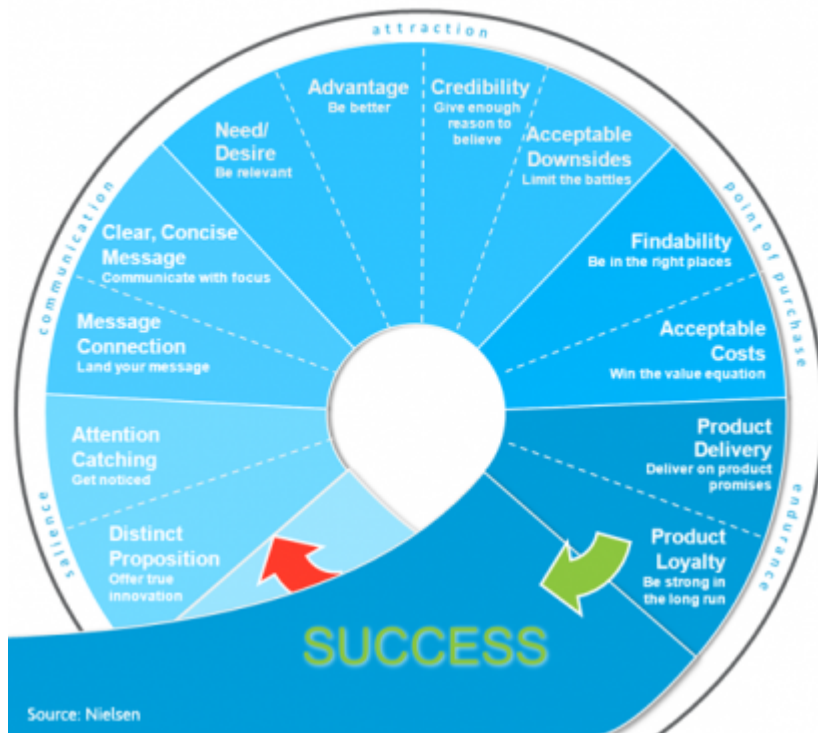 attraction
Advantage
Be better
Credibility
Give enough
reason to
believe
Need/
Desire
Be relevant
Acceptable
Downsides
Limit the battles
communication
Clear, Concise
Message
Communicate with focus
point of purchase
Findability
Be in the right places
Message
Connection
Land your message
Acceptable
Costs
Win the value equation
Attention
Catching
Get noticed
Product
Delivery
Deliver on product
promises
salience
endurance
Distinct
Proposition
Offer true
innovation
Product
Loyalty
Be strong in
the long run
SUCCESS
Source: Nielsen